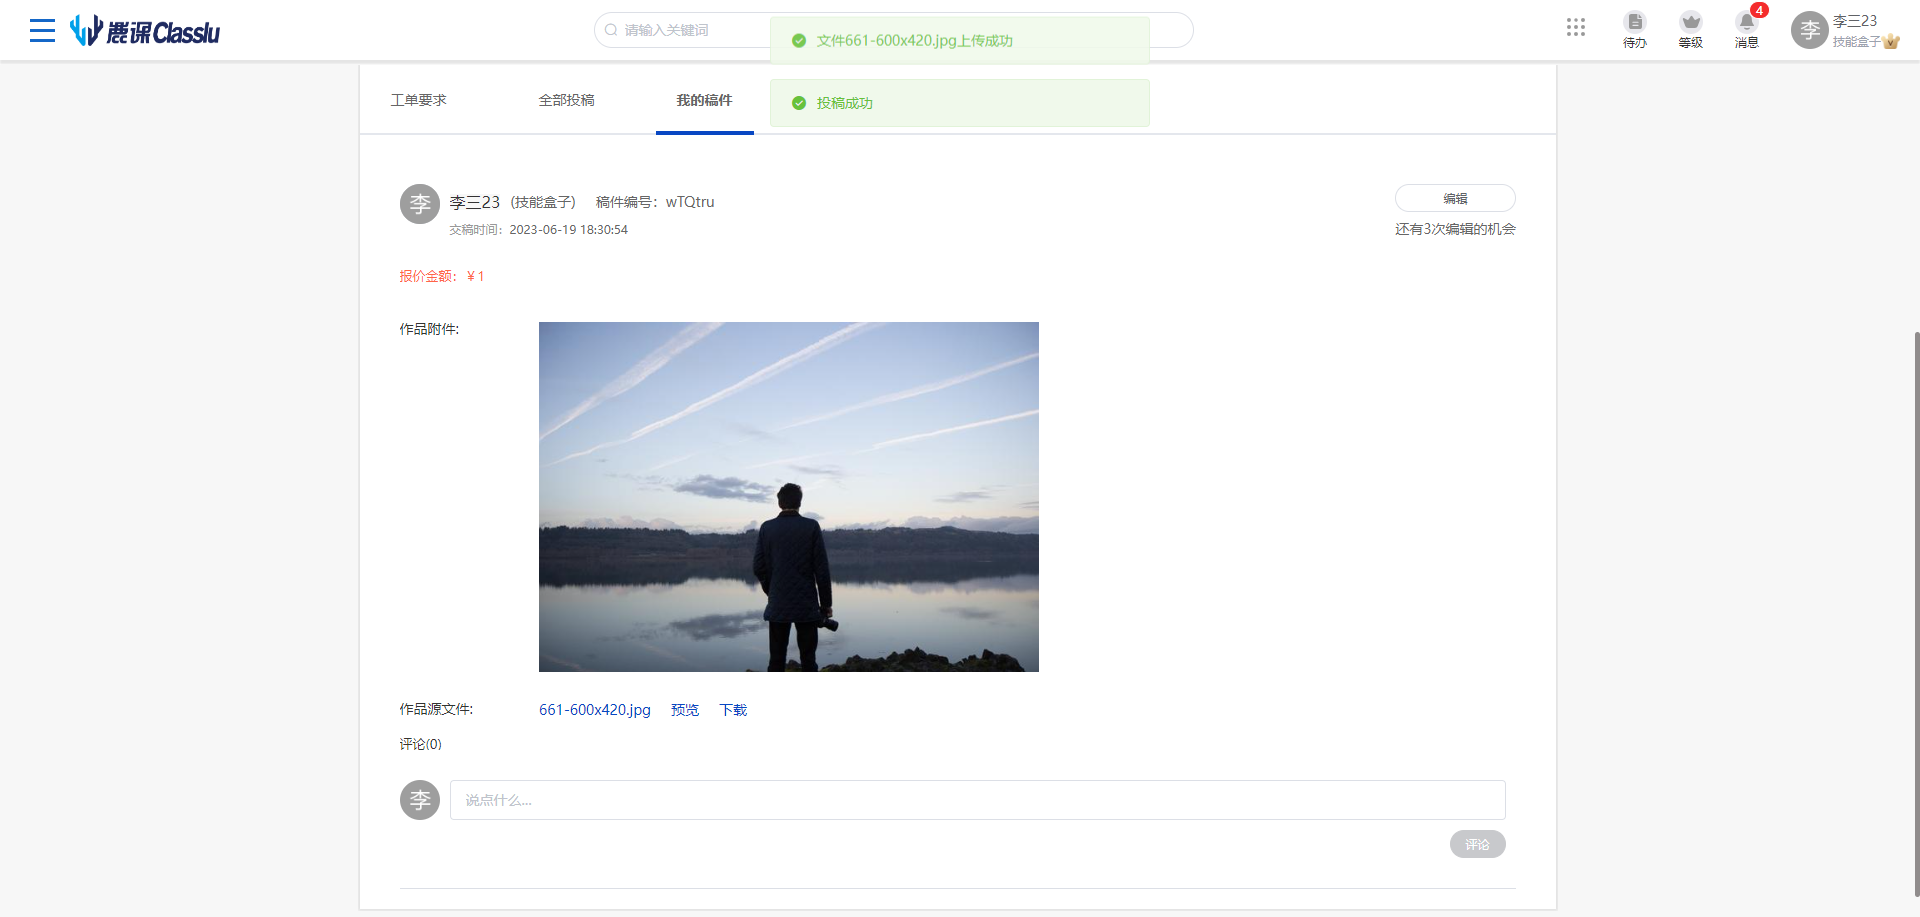 鹿课Classlu
请输入关键词
文件661-600x420.jpg上传成功
待办
等级
4
消息
李
李三23
技能盒子
工单要求
全部投稿
我的稿件
投稿成功
李
李三23 (技能盒子) 稿件编号：wTQtru
交稿时间：2023-06-19 18:30:54
编辑
还有3次编辑的机会
报价金额：￥1
作品附件:
作品源文件:
661-600x420.jpg 预览 下载
评论(0)
李
说点什么...
评论